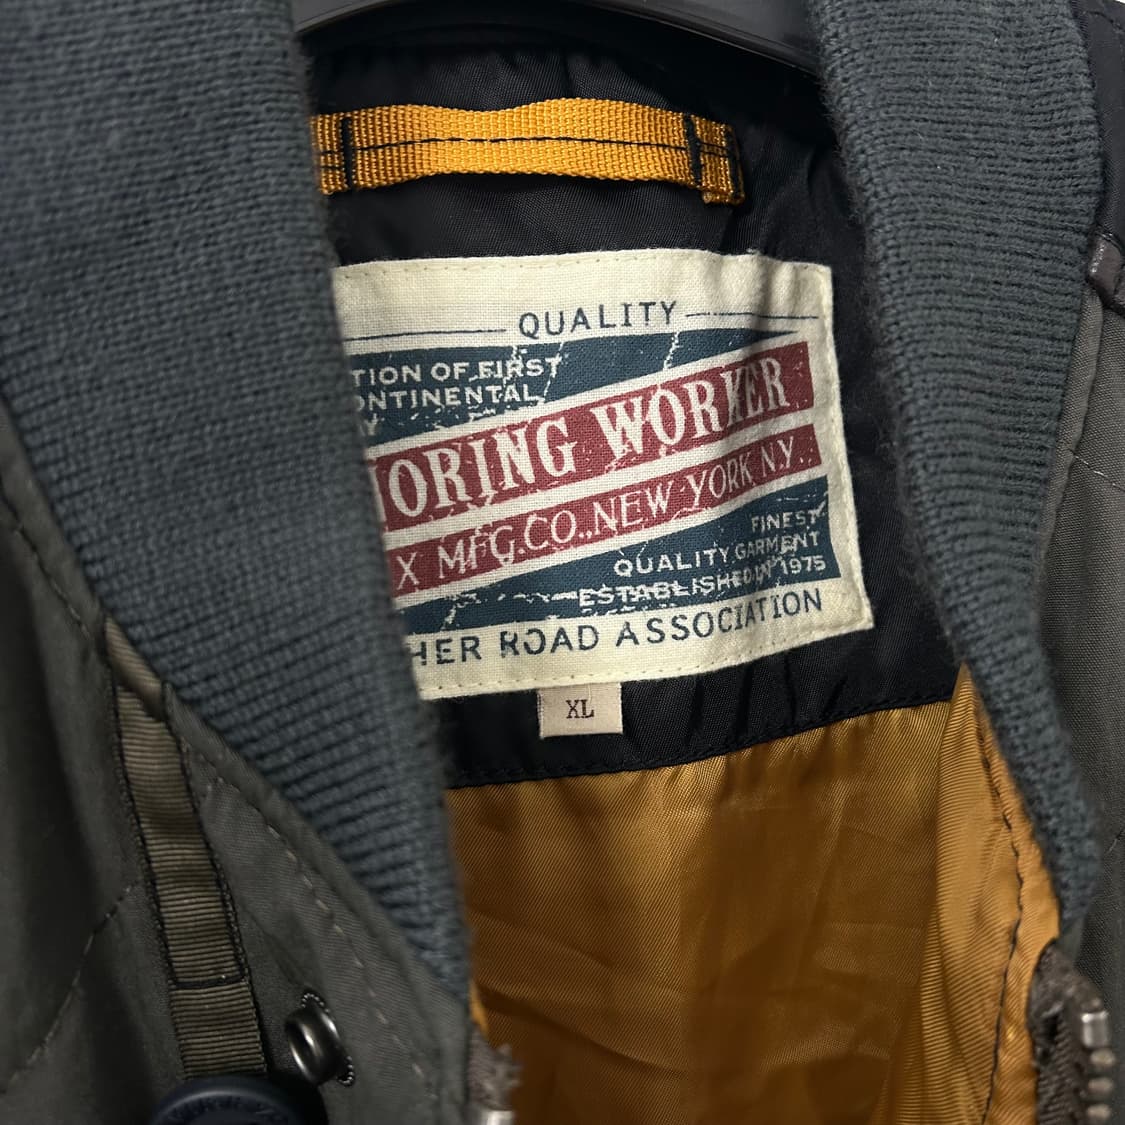 QUALITY
TION OF FIRST
ONTINENTAL
ORING WORKER
X MFG.CO..NEW YORK N.Y..
FINEST
QUALITY GARMENT
ESTABLISHED IN 1975
HER ROAD ASSOCIATION
XL